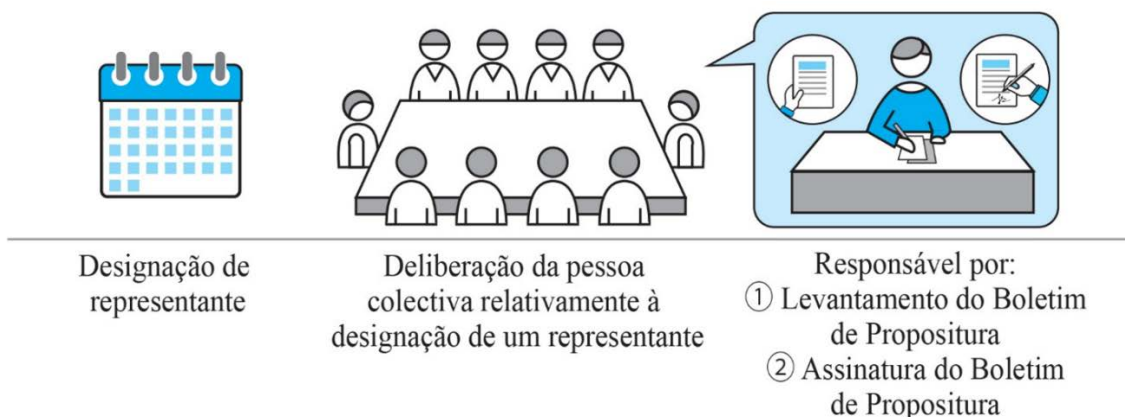 Designação de
representante
Deliberação da pessoa
colectiva relativamente à
designação de um representante
Responsável por:
① Levantamento do Boletim
de Propositura
② Assinatura do Boletim
de Propositura